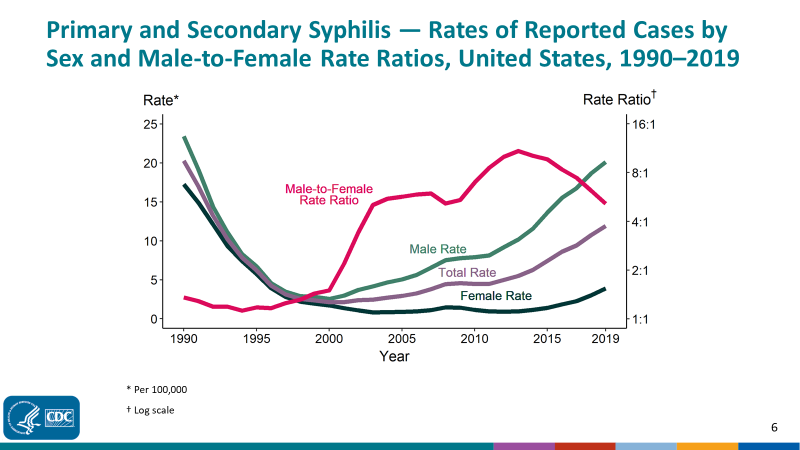 Primary and Secondary Syphilis — Rates of Reported Cases by
Sex and Male-to-Female Rate Ratios, United States, 1990–2019
Rate*
Rate Ratio†
25
20
15
10
5
0
16:1
8:1
4:1
2:1
1:1
Male-to-Female
Rate Ratio
Male Rate
Total Rate
Female Rate
1990 1995 2000 2005 2010 2015 2019
Year
* Per 100,000
† Log scale
CDC
6